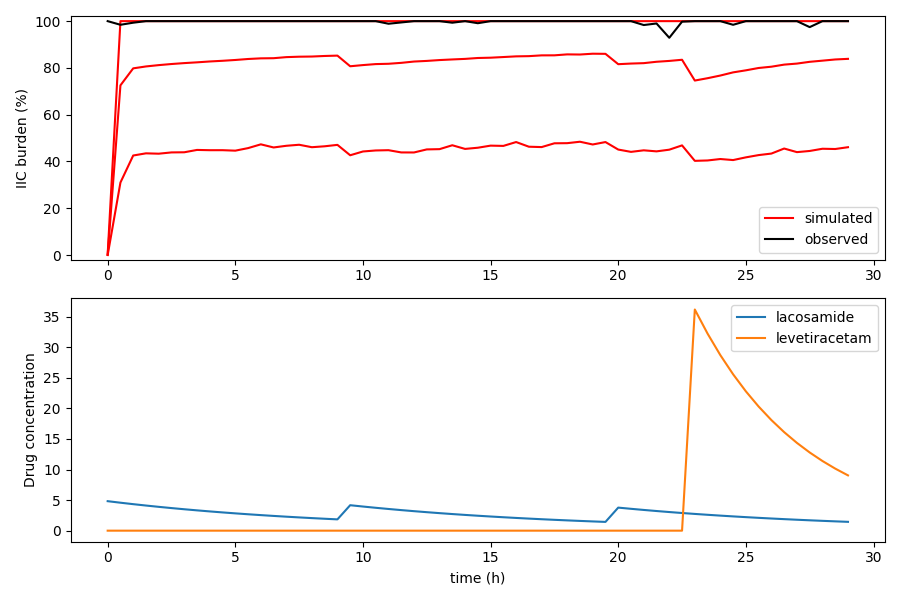 IIC burden (%)
100
80
60
40
20
0
simulated
observed
0 5 10 15 20 25 30
Drug concentration
35
30
25
20
15
10
5
0
lacosamide
levetiracetam
0 5 10 15 20 25 30
time (h)